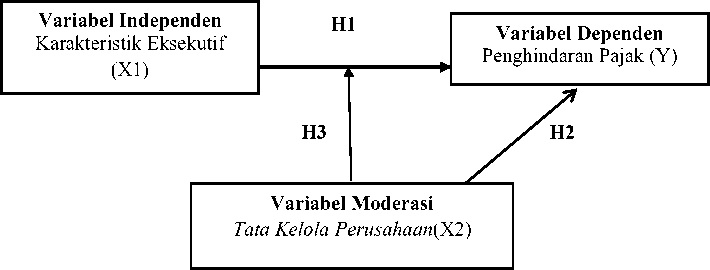 Variabel Independen
Karakteristik Eksekutif
(X1)
H1
Variabel Dependen
Penghindaran Pajak (Y)
H3
H2
Variabel Moderasi
Tata Kelola Perusahaan(X2)